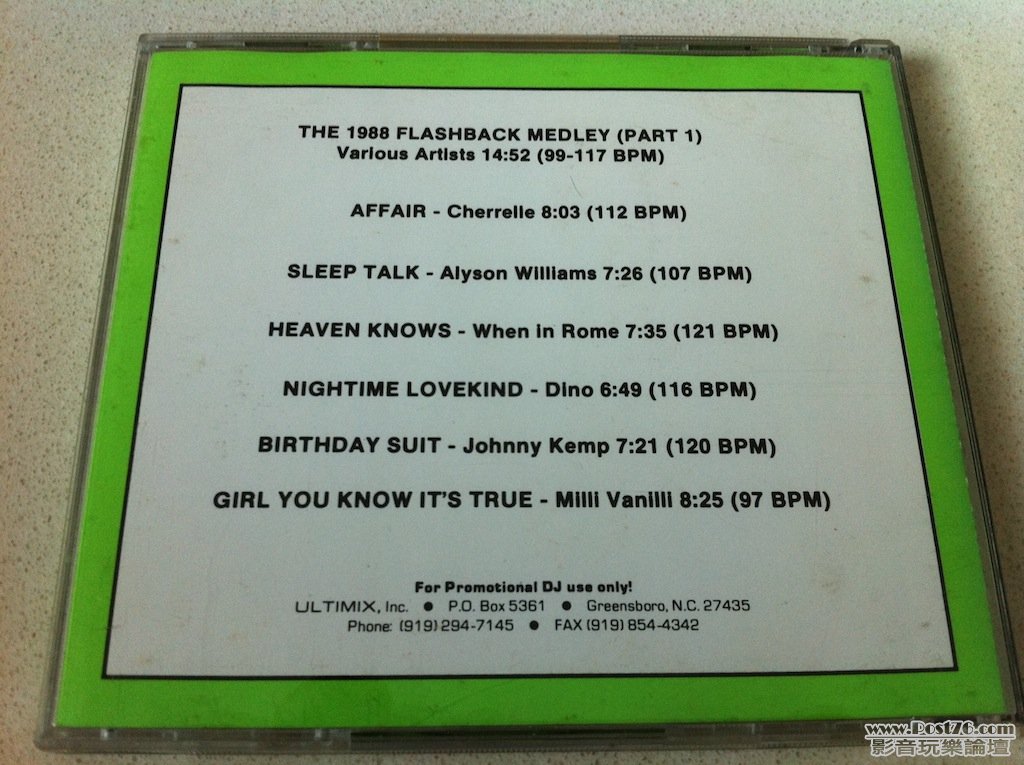 THE 1988 FLASHBACK MEDLEY (PART 1)
Various Artists 14:52 (99-117 BPM)
AFFAIR - Cherrelle 8:03 (112 BPM)
SLEEP TALK - Alyson Williams 7:26 (107 BPM)
HEAVEN KNOWS - When in Rome 7:35 (121 BPM)
NIGHTIME LOVEKIND - Dino 6:49 (116 BPM)
BIRTHDAY SUIT - Johnny Kemp 7:21 (120 BPM)
GIRL YOU KNOW IT'S TRUE - Milli Vanilli 8:25 (97 BPM)
For Promotional DJ use only!
ULTIMIX, Inc. ● P.O. Box 5361 ● Greensboro, N.C. 27435
Phone: (919) 294-7145 ● FAX (919) 854-4342
www.Post76.com
影音玩樂論壇